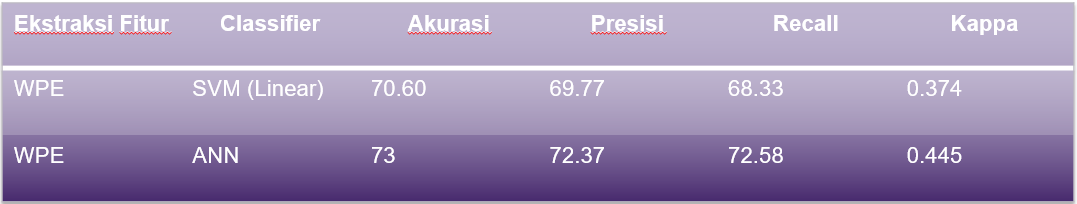 Ekstraksi Fitur Classifier Akurasi Presisi Recall Kappa
WPE SVM (Linear) 70.60 69.77 68.33 0.374
WPE ANN 73 72.37 72.58 0.445